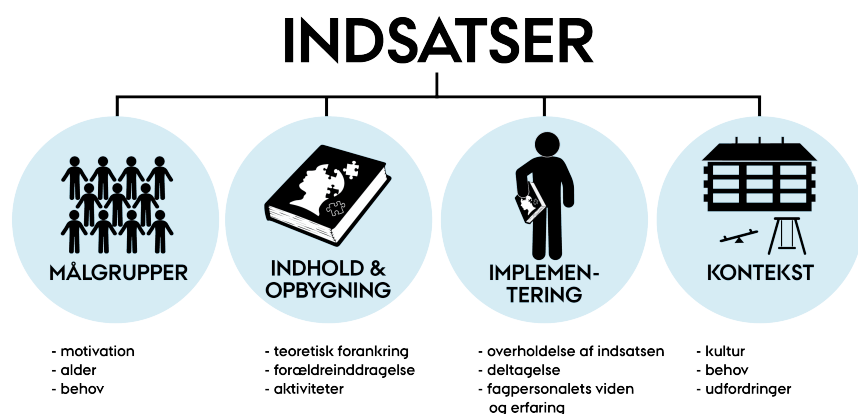 INDSATSER
MÅLGRUPPER
- motivation
- alder
- behov
INDHOLD &
OPBYGNING
- teoretisk forankring
- forældreinddragelse
- aktiviteter
IMPLEMEN-
TERING
- overholdelse af indsatsen
- deltagelse
- fagpersonalets viden
og erfaring
KONTEKST
- kultur
- behov
- udfordringer